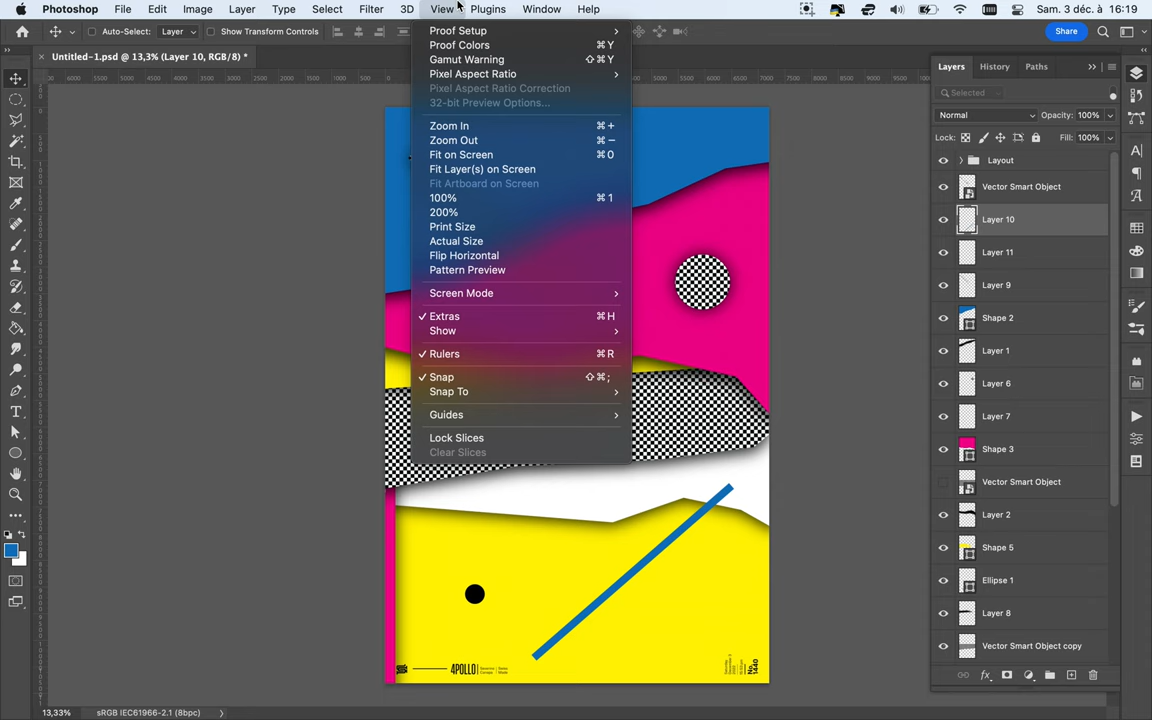 Photoshop File Edit Image Layer Type Select Filter 3D View Plugins Window Help Sam. 3 déc. à 16:19
Auto-Select: Layer Show Transform Controls Share
Untitled-1.psd @ 13,3% (Layer 10, RGB/8) *
Proof Setup
Proof Colors ⌘Y
Gamut Warning ⇧⌘Y
Pixel Aspect Ratio
Pixel Aspect Ratio Correction
32-bit Preview Options...
Zoom In ⌘+
Zoom Out ⌘−
Fit on Screen ⌘0
Fit Layer(s) on Screen
Fit Artboard on Screen
100% ⌘1
200%
Print Size
Actual Size
Flip Horizontal
Pattern Preview
Screen Mode
Extras ⌘H
Show
Rulers ⌘R
Snap ⇧⌘;
Snap To
Guides
Lock Slices
Clear Slices
Layers History Paths
Selected
Normal Opacity: 100%
Lock: Fill: 100%
Layout
Vector Smart Object
Layer 10
Layer 11
Layer 9
Shape 2
Layer 1
Layer 6
Layer 7
Shape 3
Vector Smart Object
Layer 2
Shape 5
Ellipse 1
Layer 8
Vector Smart Object copy
4POLLO
No. 1440
13,33% sRGB IEC61966-2.1 (8bpc)